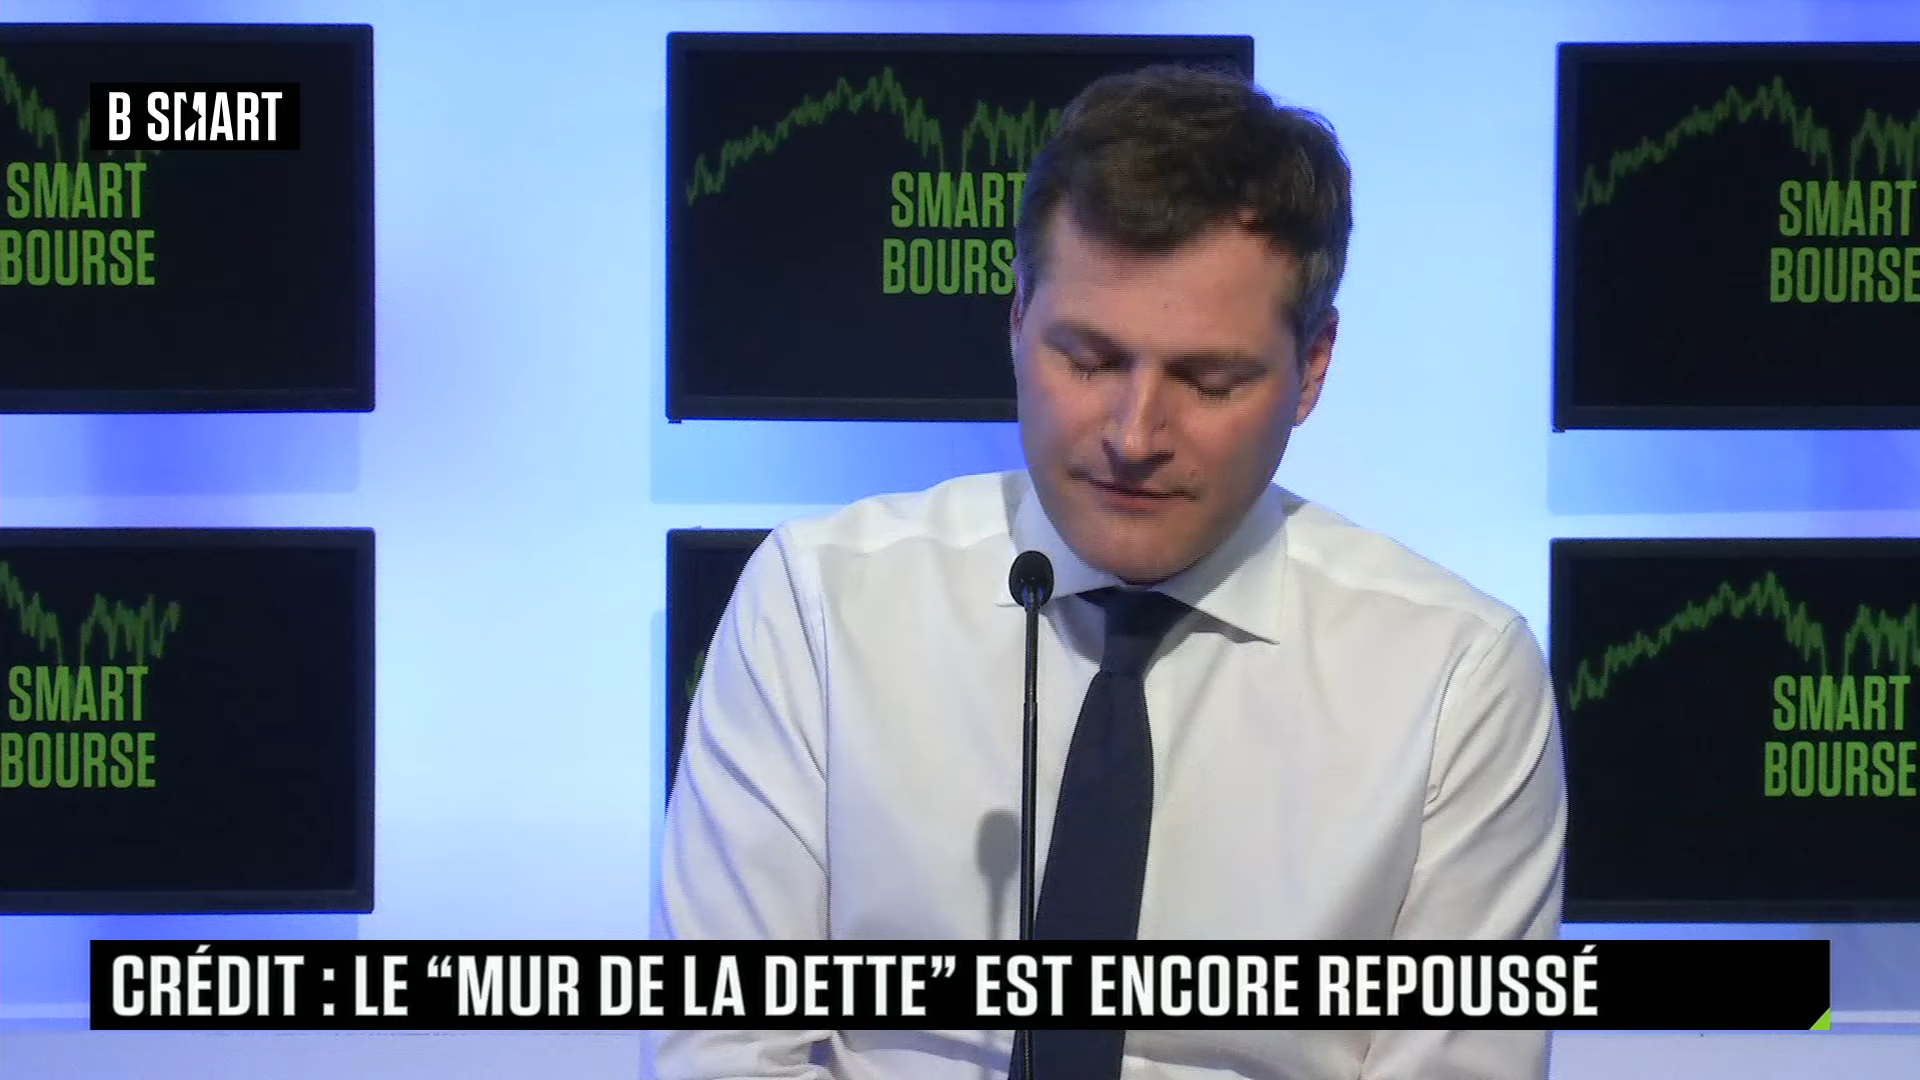 B SMART
SMART
BOURSE
SMART
BOURS
SMART
BOURSE
SMART
BOURSE
SMART
BOURSE
CRÉDIT : LE “MUR DE LA DETTE” EST ENCORE REPOUSSÉ